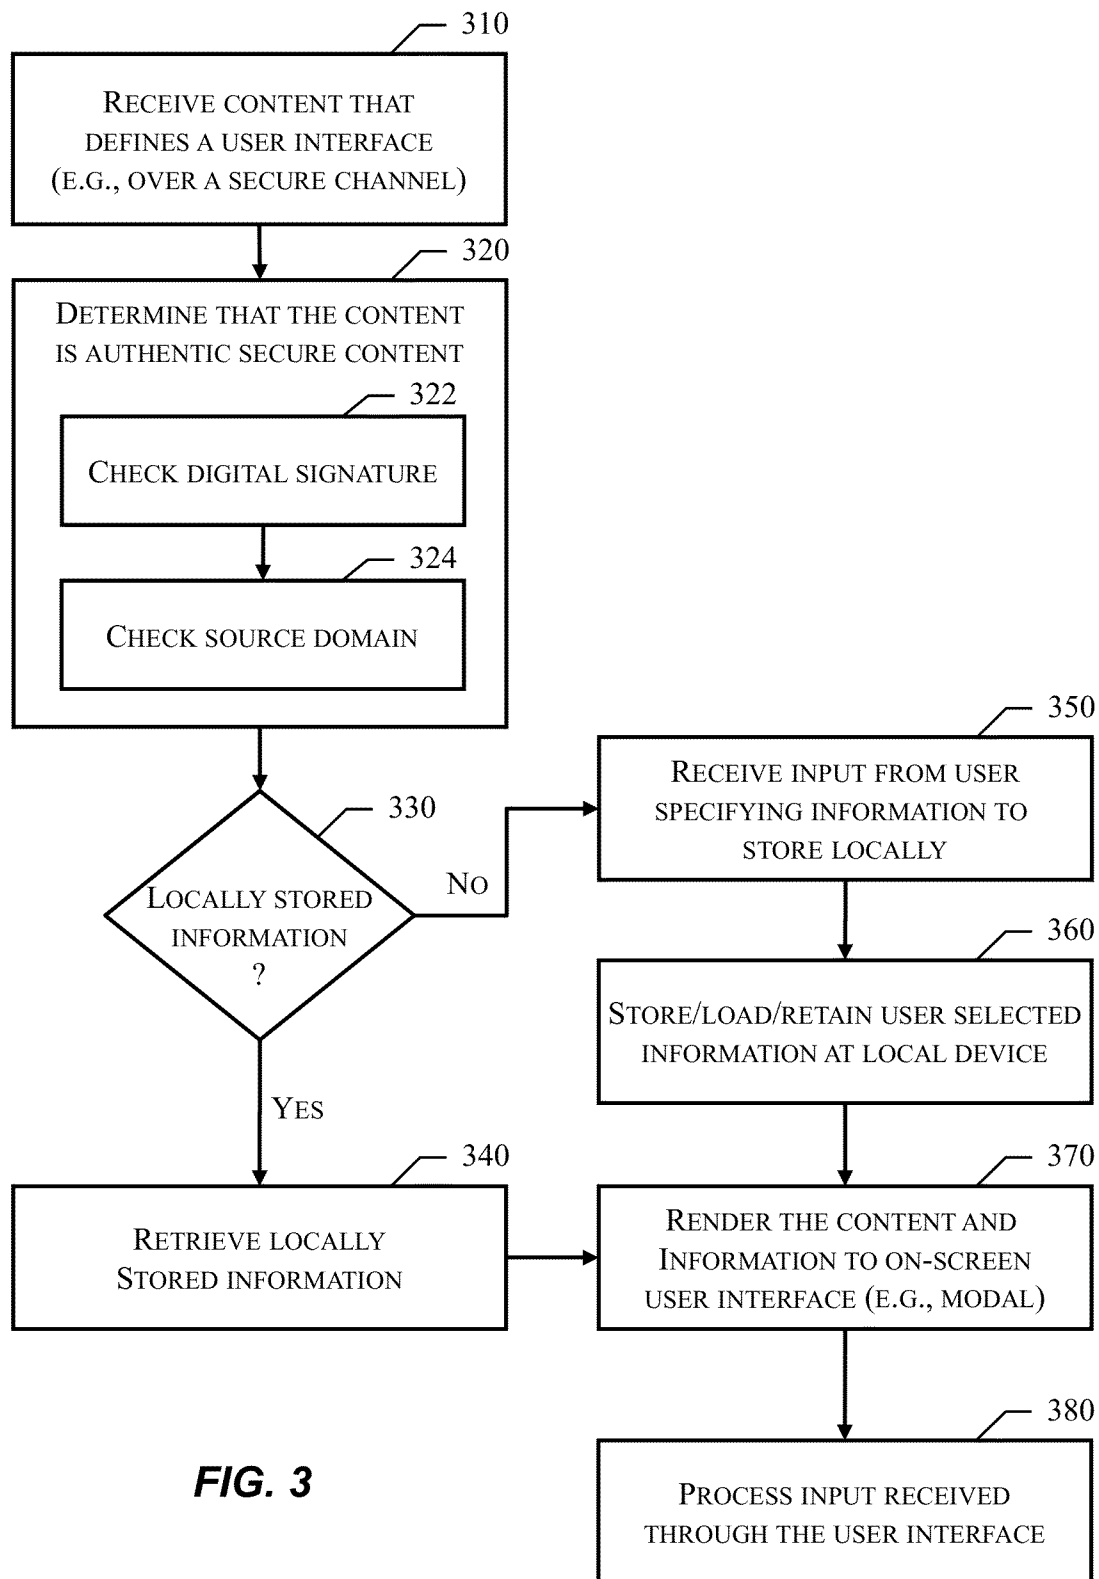 310
RECEIVE CONTENT THAT
DEFINES A USER INTERFACE
(E.G., OVER A SECURE CHANNEL)
320
DETERMINE THAT THE CONTENT
IS AUTHENTIC SECURE CONTENT
322
CHECK DIGITAL SIGNATURE
324
CHECK SOURCE DOMAIN
330
LOCALLY STORED
INFORMATION
?
NO
YES
340
RETRIEVE LOCALLY
STORED INFORMATION
350
RECEIVE INPUT FROM USER
SPECIFYING INFORMATION TO
STORE LOCALLY
360
STORE/LOAD/RETAIN USER SELECTED
INFORMATION AT LOCAL DEVICE
370
RENDER THE CONTENT AND
INFORMATION TO ON-SCREEN
USER INTERFACE (E.G., MODAL)
380
PROCESS INPUT RECEIVED
THROUGH THE USER INTERFACE
FIG. 3